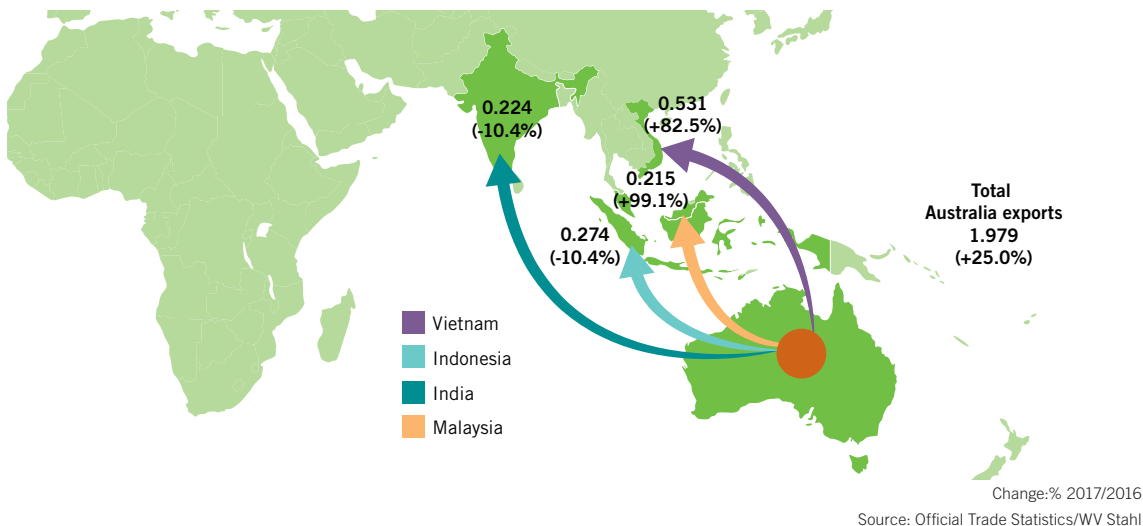 0.224
(-10.4%)
0.531
(+82.5%)
0.215
(+99.1%)
0.274
(-10.4%)
Total
Australia exports
1.979
(+25.0%)
Vietnam
Indonesia
India
Malaysia
Change:% 2017/2016
Source: Official Trade Statistics/WV Stahl